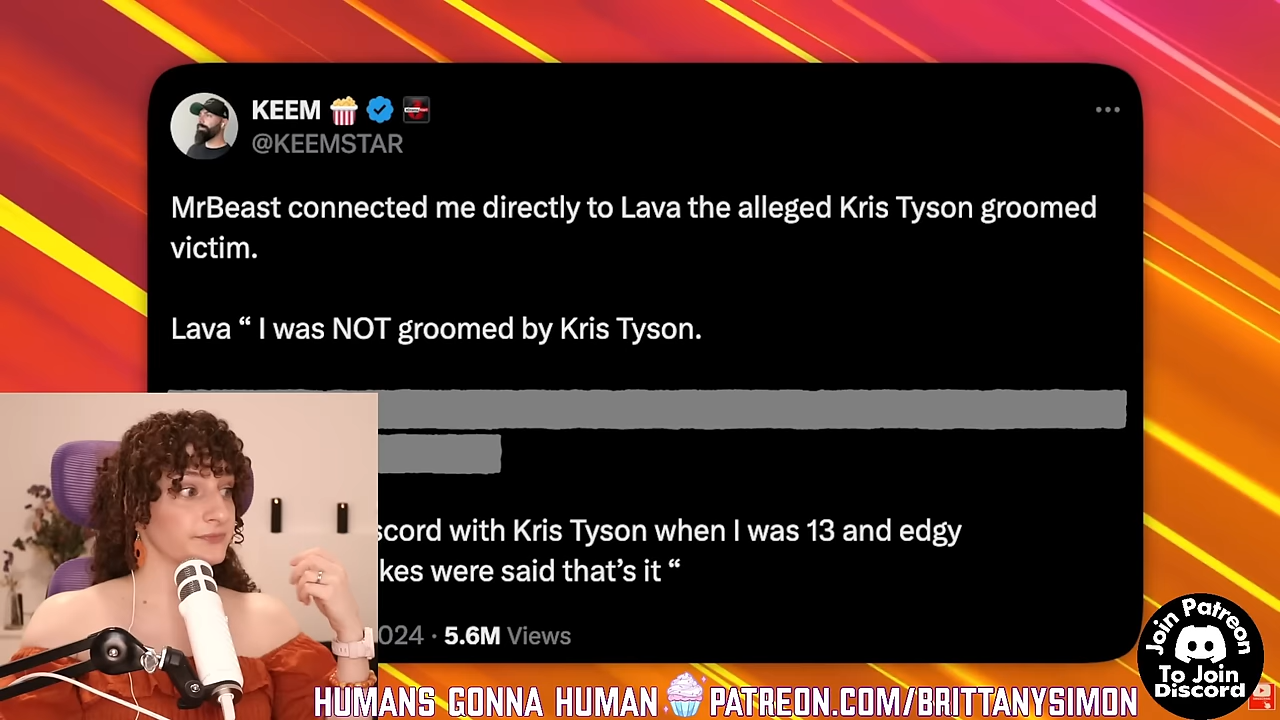 KEEM
@KEEMSTAR
MrBeast connected me directly to Lava the alleged Kris Tyson groomed
victim.
Lava “ I was NOT groomed by Kris Tyson.
scord with Kris Tyson when I was 13 and edgy
kes were said that’s it “
024 · 5.6M Views
Join Patreon
To Join
Discord
HUMANS GONNA HUMAN PATREON.COM/BRITTANYSIMON